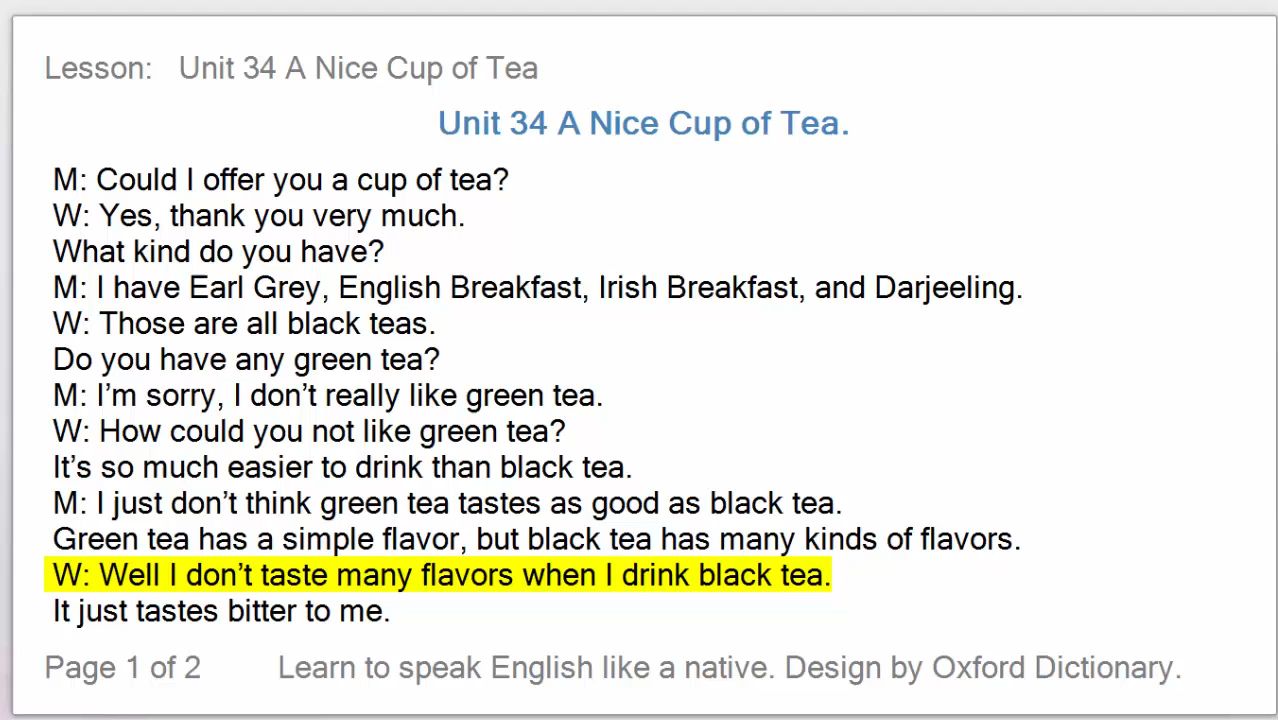 Lesson: Unit 34 A Nice Cup of Tea
Unit 34 A Nice Cup of Tea.
M: Could I offer you a cup of tea?
W: Yes, thank you very much.
What kind do you have?
M: I have Earl Grey, English Breakfast, Irish Breakfast, and Darjeeling.
W: Those are all black teas.
Do you have any green tea?
M: I’m sorry, I don’t really like green tea.
W: How could you not like green tea?
It’s so much easier to drink than black tea.
M: I just don’t think green tea tastes as good as black tea.
Green tea has a simple flavor, but black tea has many kinds of flavors.
W: Well I don’t taste many flavors when I drink black tea.
It just tastes bitter to me.
Page 1 of 2 Learn to speak English like a native. Design by Oxford Dictionary.